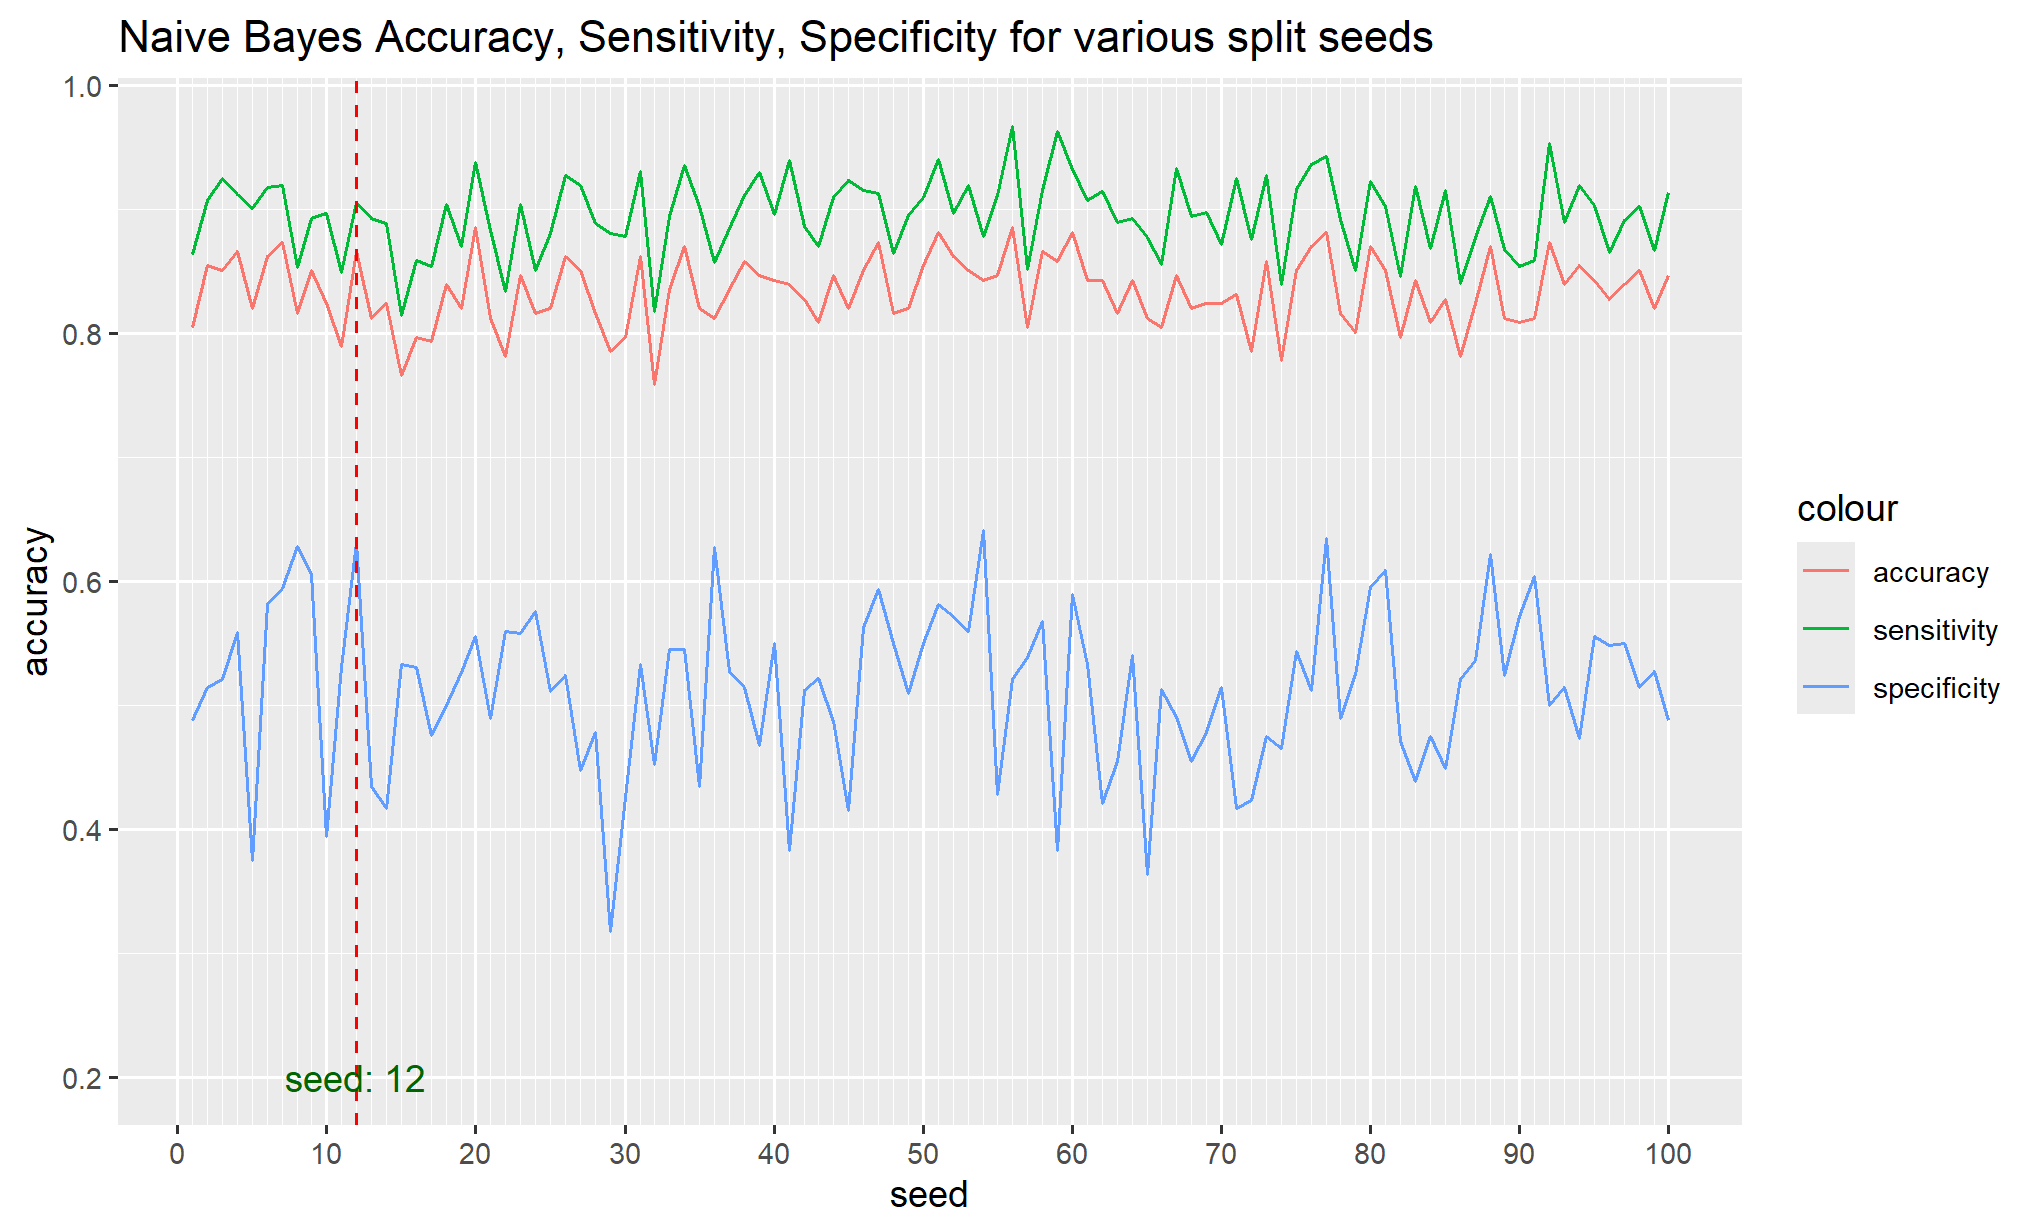 Naive Bayes Accuracy, Sensitivity, Specificity for various split seeds
1.0
0.8
0.6
0.4
0.2
accuracy
seed: 12
0 10 20 30 40 50 60 70 80 90 100
seed
colour
accuracy
sensitivity
specificity